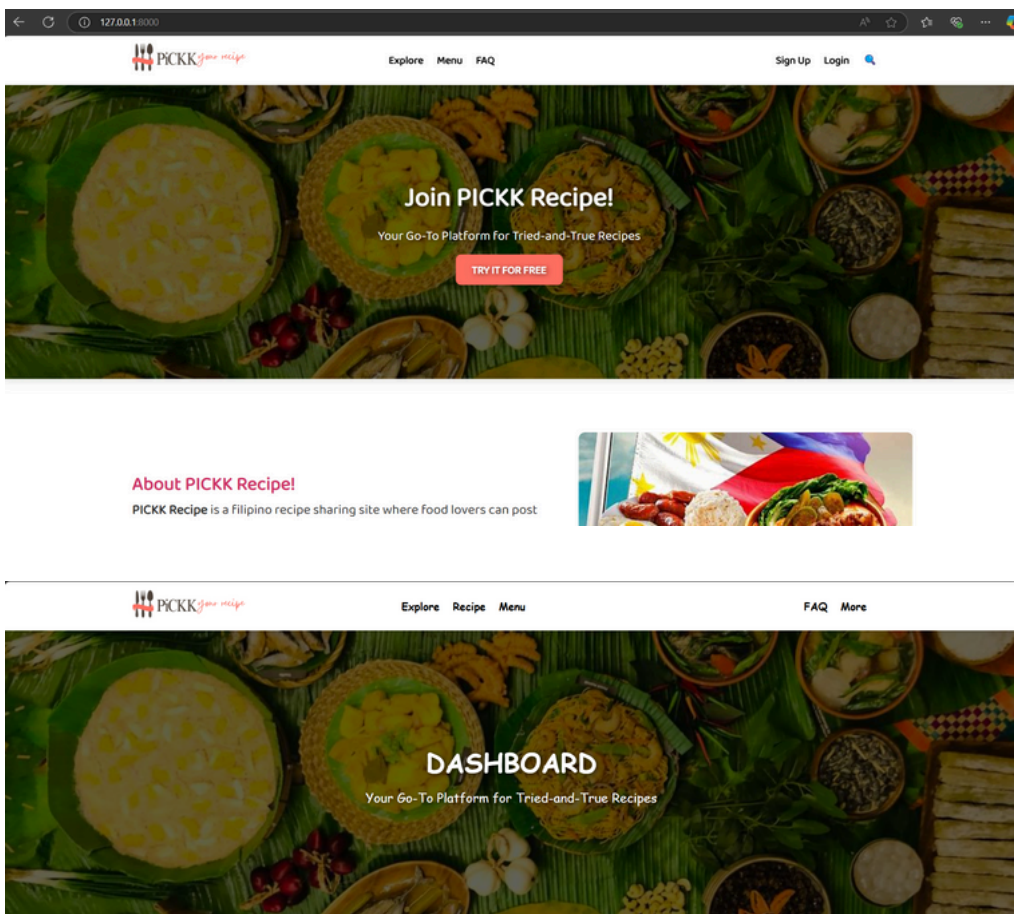 127.0.0.1:8000
PiCKK your recipe
Explore Menu FAQ
Sign Up Login
Join PICKK Recipe!
Your Go-To Platform for Tried-and-True Recipes
TRY IT FOR FREE
About PICKK Recipe!
PICKK Recipe is a filipino recipe sharing site where food lovers can post
PiCKK your recipe
Explore Recipe Menu
FAQ More
DASHBOARD
Your Go-To Platform for Tried-and-True Recipes